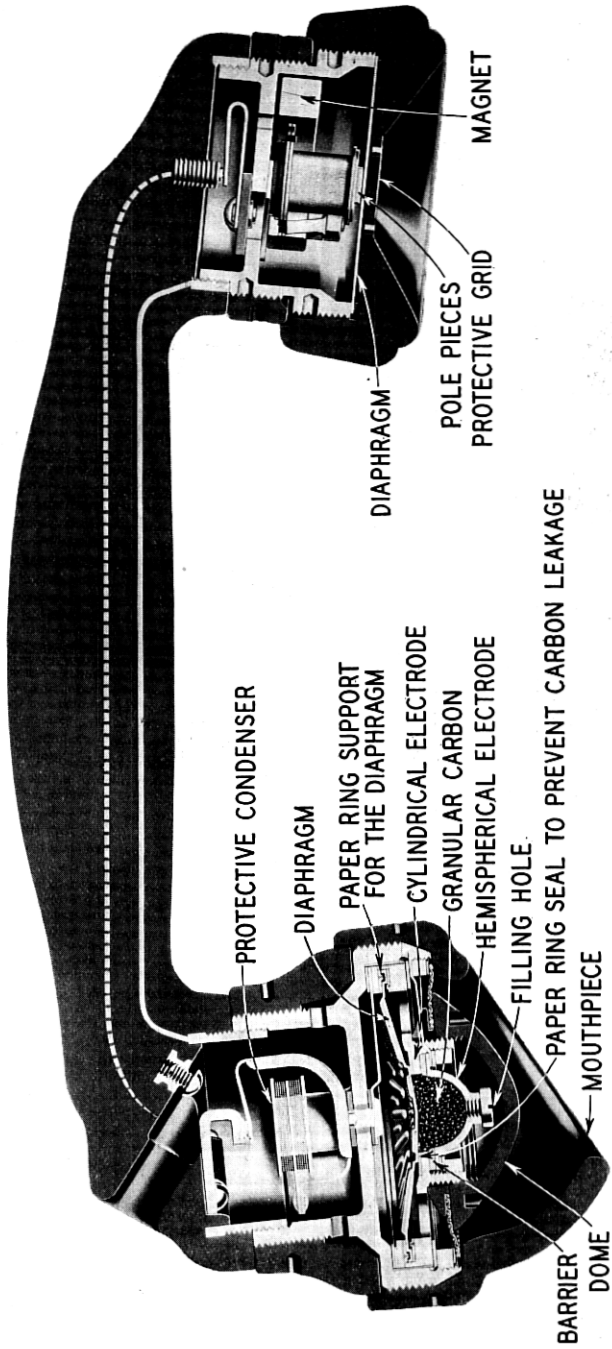 PROTECTIVE CONDENSER
DIAPHRAGM
PAPER RING SUPPORT
FOR THE DIAPHRAGM
CYLINDRICAL ELECTRODE
GRANULAR CARBON
HEMISPHERICAL ELECTRODE
FILLING HOLE
PAPER RING SEAL TO PREVENT CARBON LEAKAGE
MOUTHPIECE
BARRIER
DOME
DIAPHRAGM
POLE PIECES
PROTECTIVE GRID
MAGNET